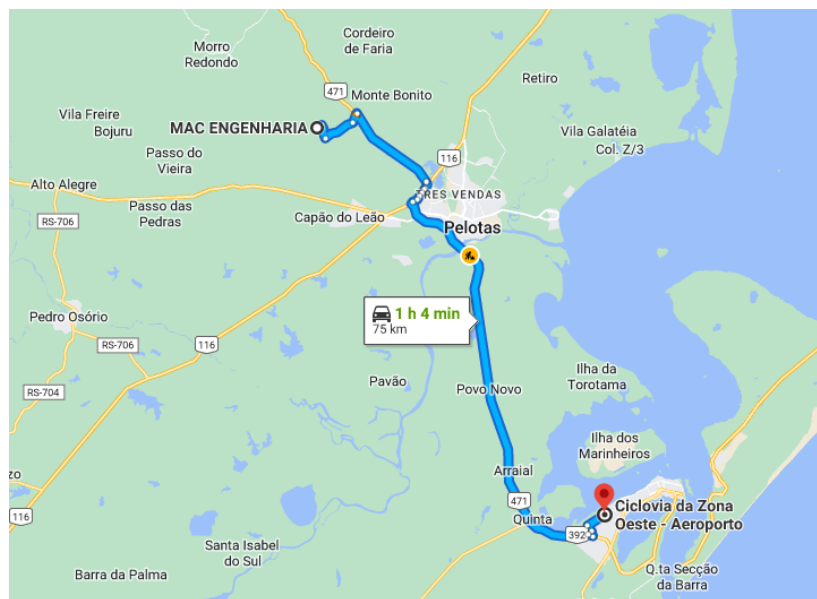 Cordeiro
de Faria
Morro
Redondo
Retiro
471
Monte Bonito
Vila Freire
Bojuru
MAC ENGENHARIA
Vila Galatéia
Col. Z/3
Passo do
Vieira
116
Alto Alegre
TRES VENDAS
Passo das
Pedras
RS-706
Capão do Leão
Pelotas
1 h 4 min
75 km
Pedro Osório
RS-706
116
Ilha da
Torotama
Pavão
Povo Novo
RS-704
Ilha dos
Marinheiros
Arraial
zo
471
Ciclovia da Zona
Oeste - Aeroporto
116
Quinta
392
Santa Isabel
do Sul
Barra da Palma
Q.ta Secção
da Barra